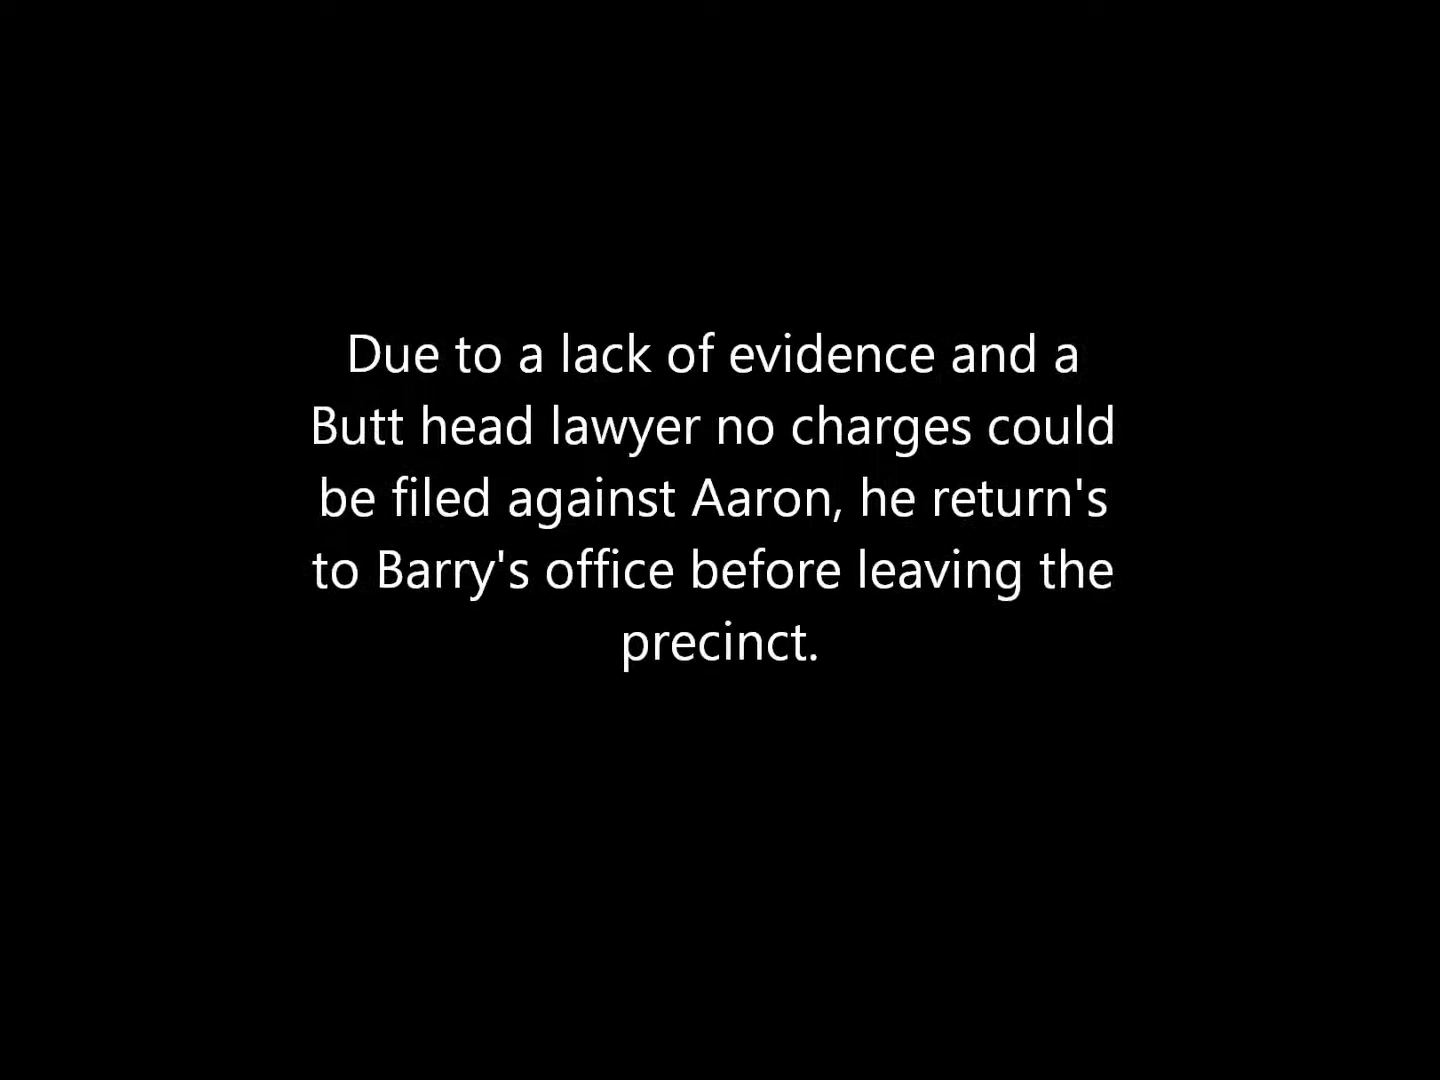 Due to a lack of evidence and a
Butt head lawyer no charges could
be filed against Aaron, he return's
to Barry's office before leaving the
precinct.